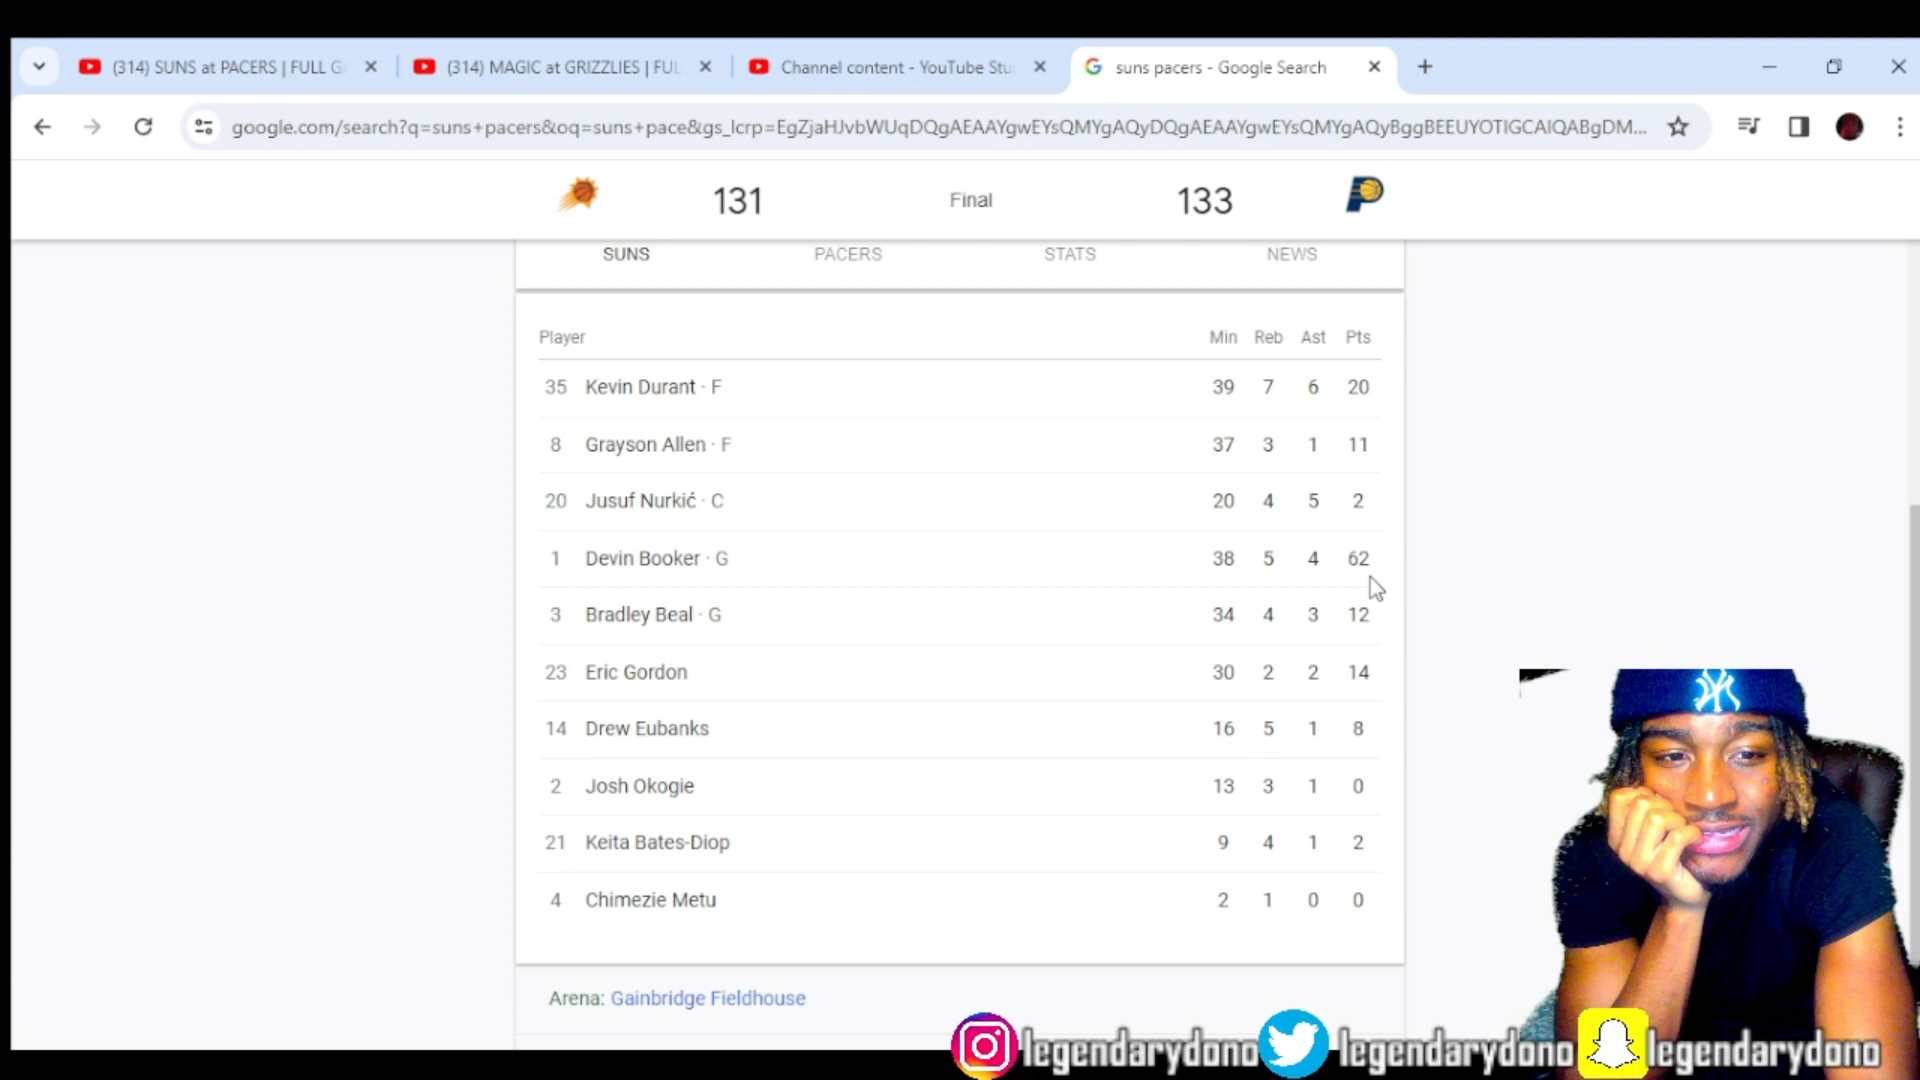 (314) SUNS at PACERS | FULL G
(314) MAGIC at GRIZZLIES | FUL
Channel content - YouTube Stu
suns pacers - Google Search
google.com/search?q=suns+pacers&oq=suns+pace&gs_lcrp=EgZjaHJvbWUqDQgAEAAYgwEYsQMYgAQyDQgAEAAYgwEYsQMYgAQyBggBEEUYOTIGCAIQABgDM...
131 Final 133
SUNS PACERS STATS NEWS
Player Min Reb Ast Pts
35 Kevin Durant · F 39 7 6 20
8 Grayson Allen · F 37 3 1 11
20 Jusuf Nurkić · C 20 4 5 2
1 Devin Booker · G 38 5 4 62
3 Bradley Beal · G 34 4 3 12
23 Eric Gordon 30 2 2 14
14 Drew Eubanks 16 5 1 8
2 Josh Okogie 13 3 1 0
21 Keita Bates-Diop 9 4 1 2
4 Chimezie Metu 2 1 0 0
Arena: Gainbridge Fieldhouse
legendarydono legendarydono legendarydono